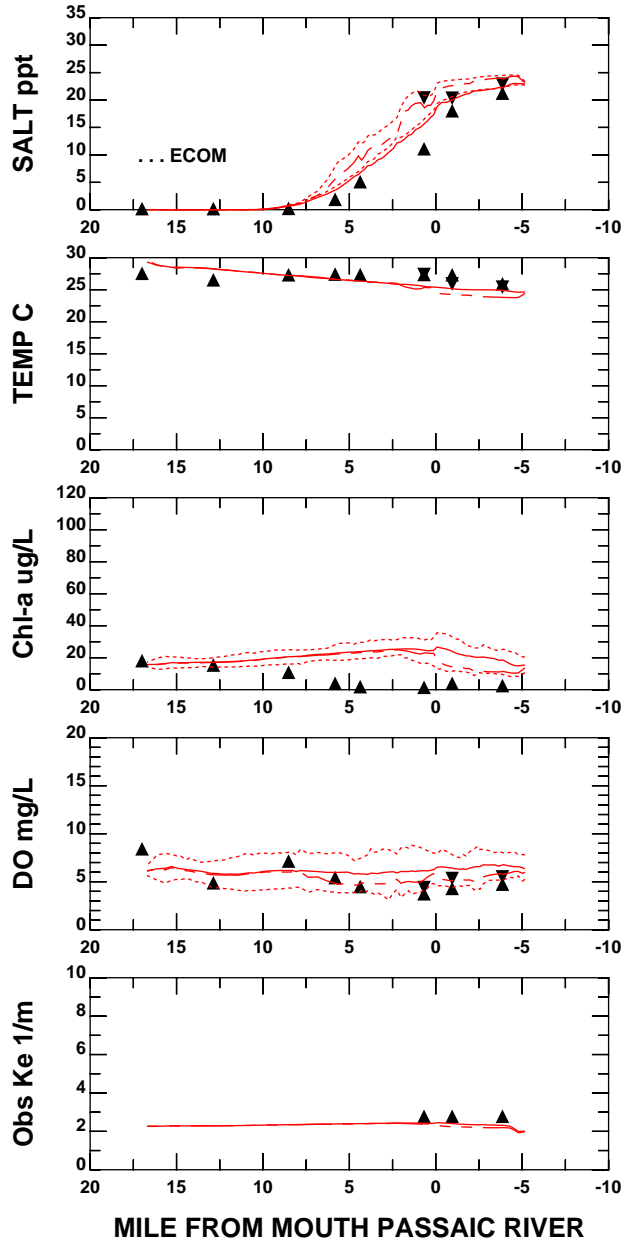 SALT ppt
35
30
25
20
15
10
5
0
. . . ECOM
20 15 10 5 0 -5 -10
TEMP C
30
25
20
15
10
5
0
20 15 10 5 0 -5 -10
Chl-a ug/L
120
100
80
60
40
20
0
20 15 10 5 0 -5 -10
DO mg/L
20
15
10
5
0
20 15 10 5 0 -5 -10
Obs Ke 1/m
10
8
6
4
2
0
20 15 10 5 0 -5 -10
MILE FROM MOUTH PASSAIC RIVER